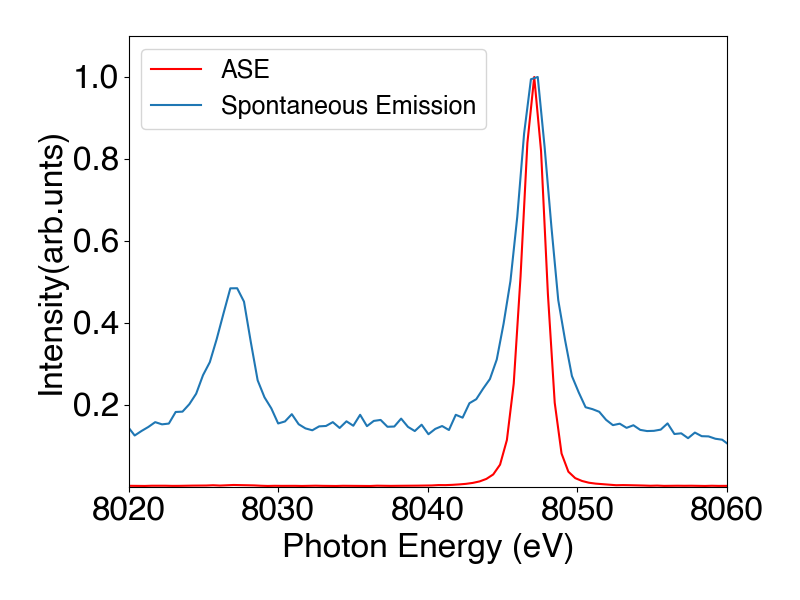 ASE
Spontaneous Emission
Intensity(arb.unts)
1.0
0.8
0.6
0.4
0.2
8020 8030 8040 8050 8060
Photon Energy (eV)